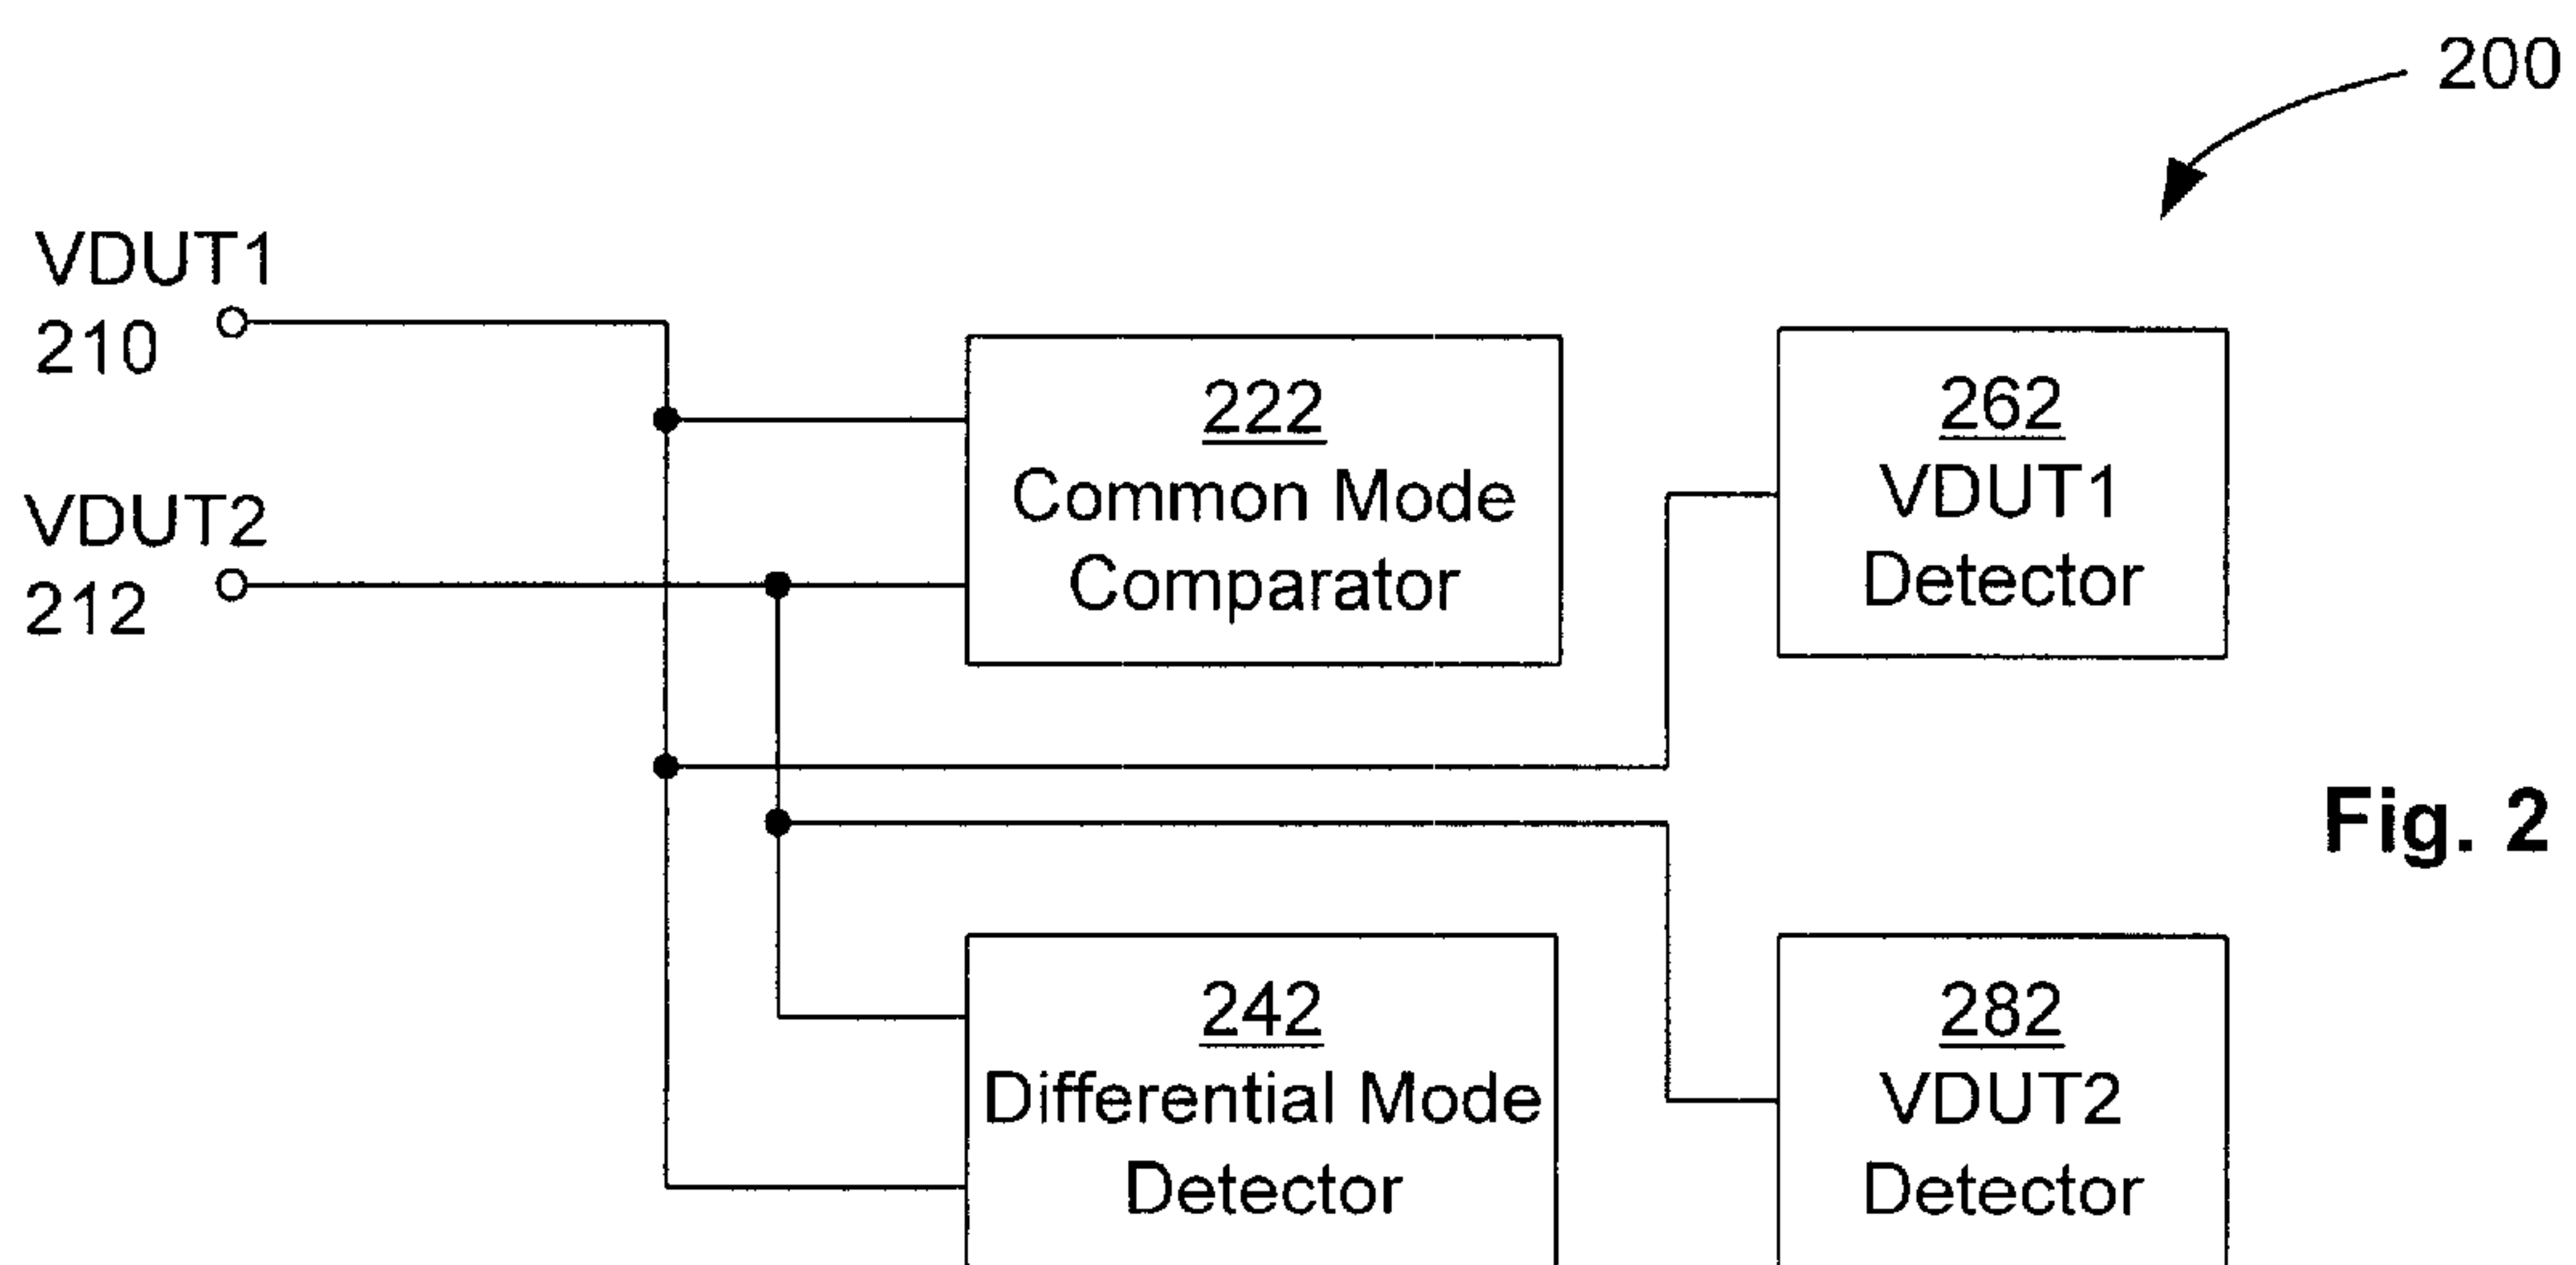 200
VDUT1
210
VDUT2
212
222
Common Mode
Comparator
262
VDUT1
Detector
Fig. 2
242
Differential Mode
Detector
282
VDUT2
Detector